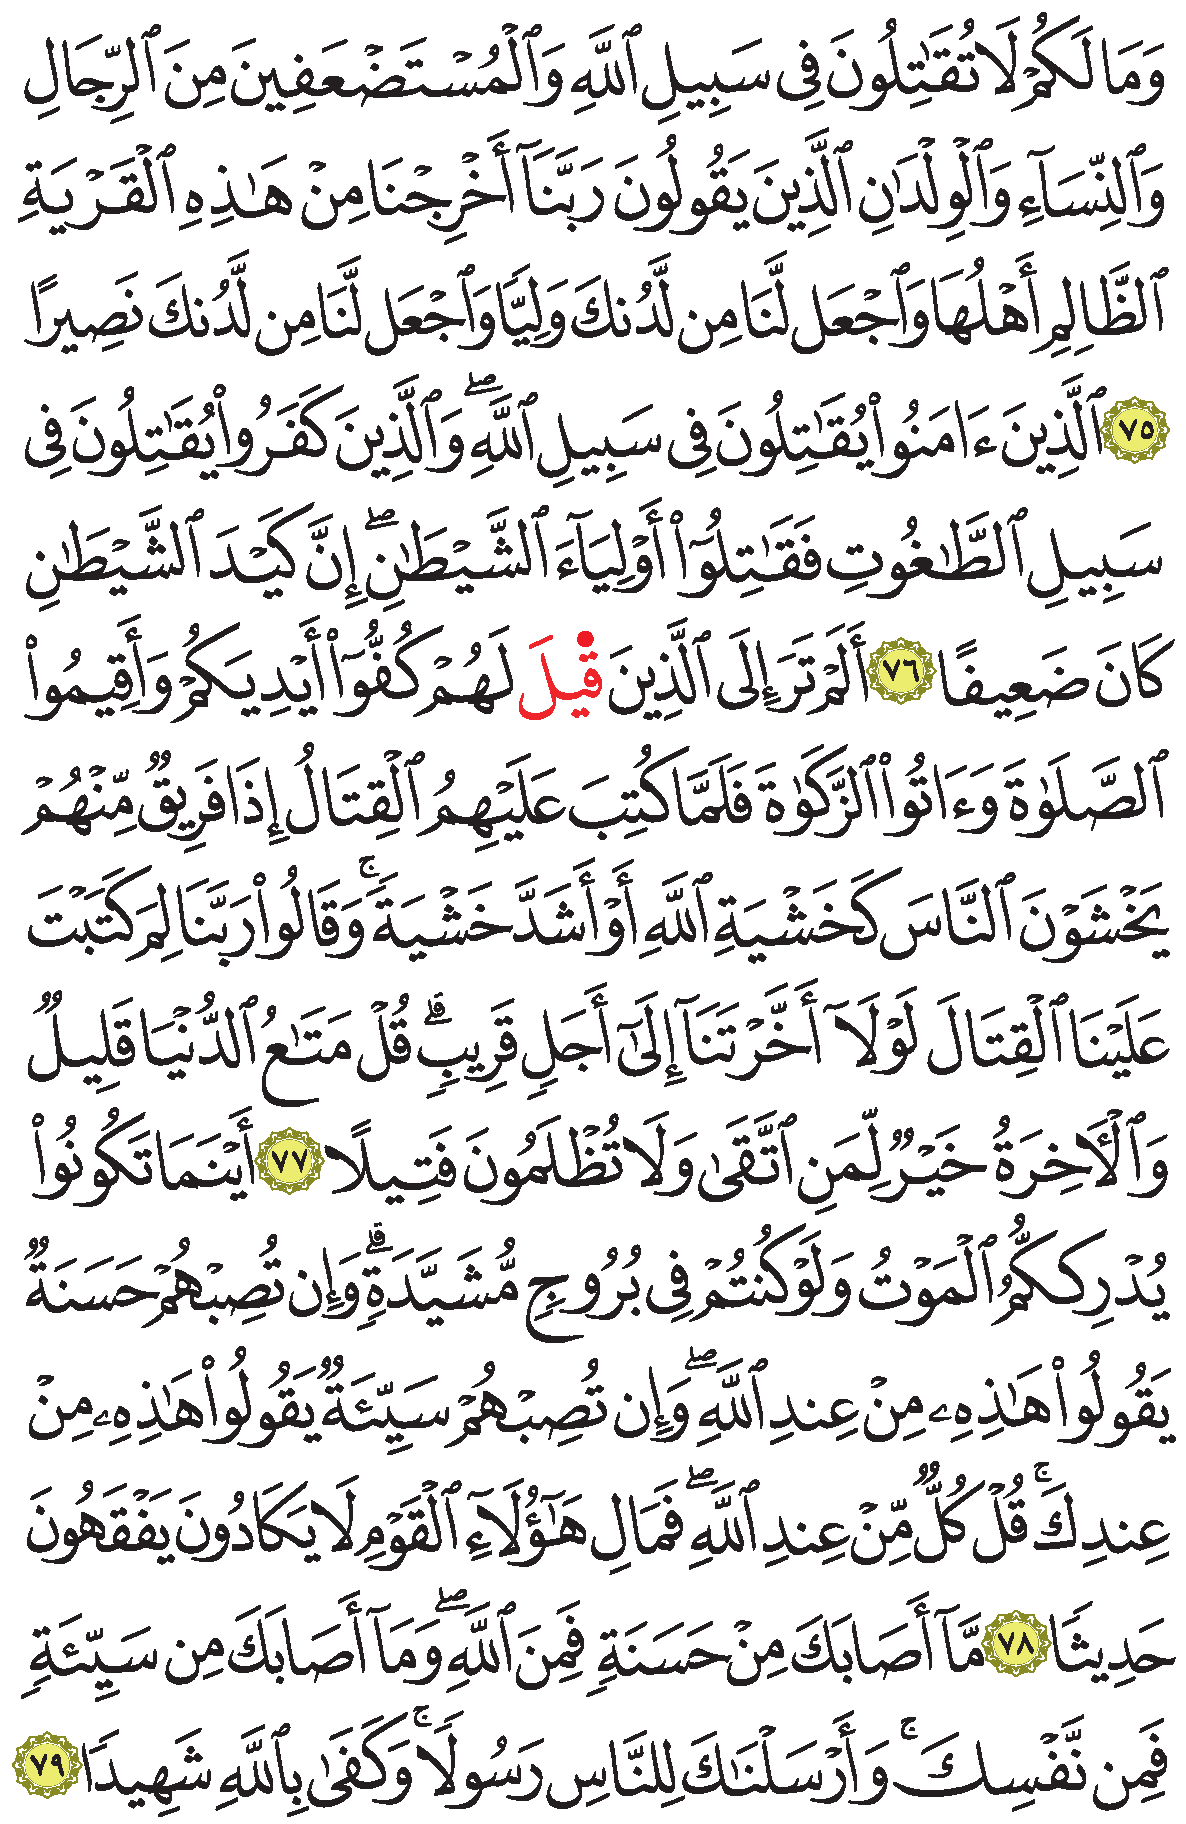 وَمَا لَكُمۡ لَا تُقَٰتِلُونَ فِي سَبِيلِ ٱللَّهِ وَٱلۡمُسۡتَضۡعَفِينَ مِنَ ٱلرِّجَالِ
وَٱلنِّسَآءِ وَٱلۡوِلۡدَٰنِ ٱلَّذِينَ يَقُولُونَ رَبَّنَآ أَخۡرِجۡنَا مِنۡ هَٰذِهِ ٱلۡقَرۡيَةِ
ٱلظَّالِمِ أَهۡلُهَا وَٱجۡعَل لَّنَا مِن لَّدُنكَ وَلِيّٗا وَٱجۡعَل لَّنَا مِن لَّدُنكَ نَصِيرًا
٧٥ ٱلَّذِينَ ءَامَنُواْ يُقَٰتِلُونَ فِي سَبِيلِ ٱللَّهِۖ وَٱلَّذِينَ كَفَرُواْ يُقَٰتِلُونَ فِي
سَبِيلِ ٱلطَّٰغُوتِ فَقَٰتِلُوٓاْ أَوۡلِيَآءَ ٱلشَّيۡطَٰنِۖ إِنَّ كَيۡدَ ٱلشَّيۡطَٰنِ
كَانَ ضَعِيفًا ٧٦ أَلَمۡ تَرَ إِلَى ٱلَّذِينَ قِيلَ لَهُمۡ كُفُّوٓاْ أَيۡدِيَكُمۡ وَأَقِيمُواْ
ٱلصَّلَوٰةَ وَءَاتُواْ ٱلزَّكَوٰةَ فَلَمَّا كُتِبَ عَلَيۡهِمُ ٱلۡقِتَالُ إِذَا فَرِيقٞ مِّنۡهُمۡ
يَخۡشَوۡنَ ٱلنَّاسَ كَخَشۡيَةِ ٱللَّهِ أَوۡ أَشَدَّ خَشۡيَةٗۚ وَقَالُواْ رَبَّنَا لِمَ كَتَبۡتَ
عَلَيۡنَا ٱلۡقِتَالَ لَوۡلَآ أَخَّرۡتَنَآ إِلَىٰٓ أَجَلٖ قَرِيبٖۗ قُلۡ مَتَٰعُ ٱلدُّنۡيَا قَلِيلٞ
وَٱلۡأٓخِرَةُ خَيۡرٞ لِّمَنِ ٱتَّقَىٰ وَلَا تُظۡلَمُونَ فَتِيلًا ٧٧ أَيۡنَمَا تَكُونُواْ
يُدۡرِككُّمُ ٱلۡمَوۡتُ وَلَوۡ كُنتُمۡ فِي بُرُوجٖ مُّشَيَّدَةٖۗ وَإِن تُصِبۡهُمۡ حَسَنَةٞ
يَقُولُواْ هَٰذِهِۦ مِنۡ عِندِ ٱللَّهِۖ وَإِن تُصِبۡهُمۡ سَيِّئَةٞ يَقُولُواْ هَٰذِهِۦ مِنۡ
عِندِكَۚ قُلۡ كُلّٞ مِّنۡ عِندِ ٱللَّهِۖ فَمَالِ هَٰٓؤُلَآءِ ٱلۡقَوۡمِ لَا يَكَادُونَ يَفۡقَهُونَ
حَدِيثٗا ٧٨ مَّآ أَصَابَكَ مِنۡ حَسَنَةٖ فَمِنَ ٱللَّهِۖ وَمَآ أَصَابَكَ مِن سَيِّئَةٖ
فَمِن نَّفۡسِكَۚ وَأَرۡسَلۡنَٰكَ لِلنَّاسِ رَسُولٗاۚ وَكَفَىٰ بِٱللَّهِ شَهِيدٗا ٧٩